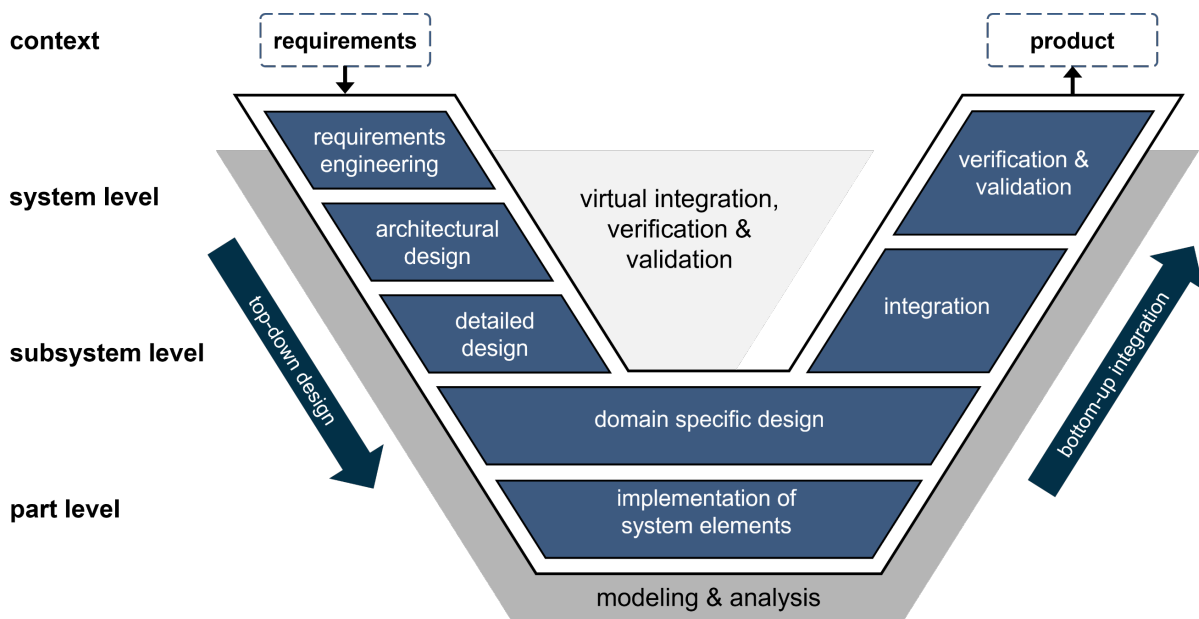 context
requirements
product
requirements
engineering
verification &
validation
system level
virtual integration,
verification &
validation
architectural
design
integration
top-down design
bottom-up integration
subsystem level
detailed
design
domain specific design
part level
implementation of
system elements
modeling & analysis